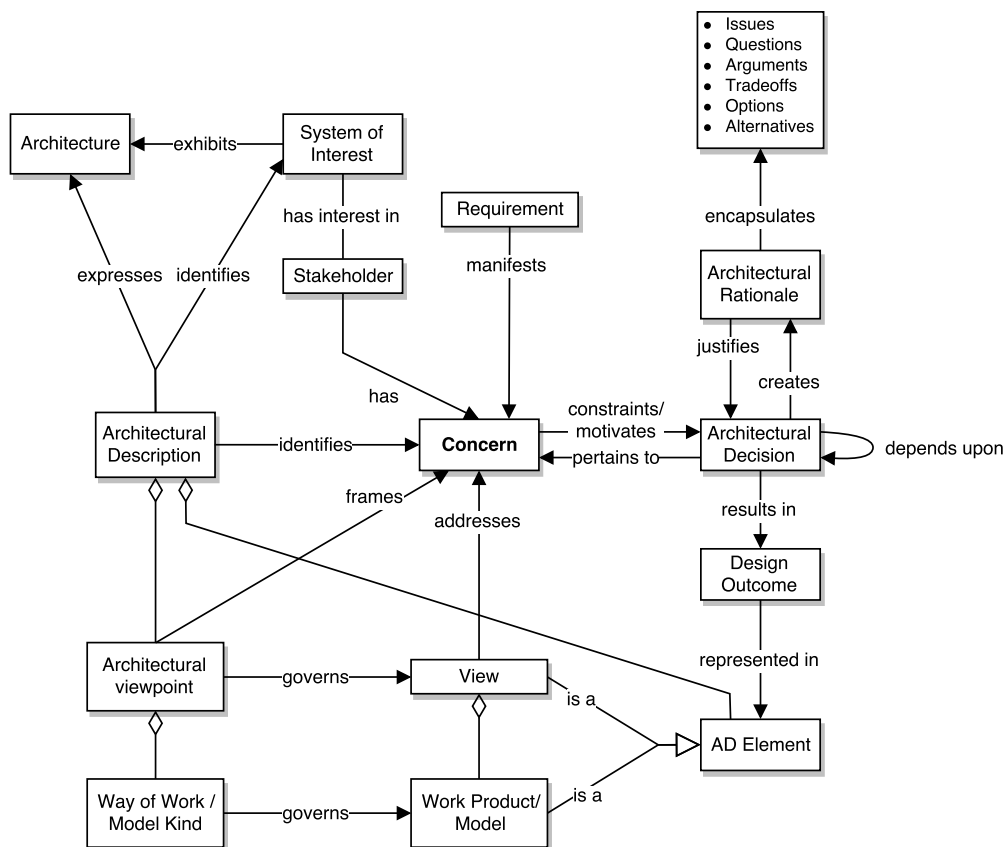 Issues
Questions
Arguments
Tradeoffs
Options
Alternatives
Architecture
exhibits
System of
Interest
has interest in
Requirement
encapsulates
expresses
identifies
Stakeholder
manifests
Architectural
Rationale
justifies
creates
has
Architectural
Description
identifies
Concern
constraints/
motivates
pertains to
Architectural
Decision
depends upon
frames
addresses
results in
Design
Outcome
Architectural
viewpoint
governs
View
is a
represented in
AD Element
Way of Work /
Model Kind
governs
Work Product/
Model
is a